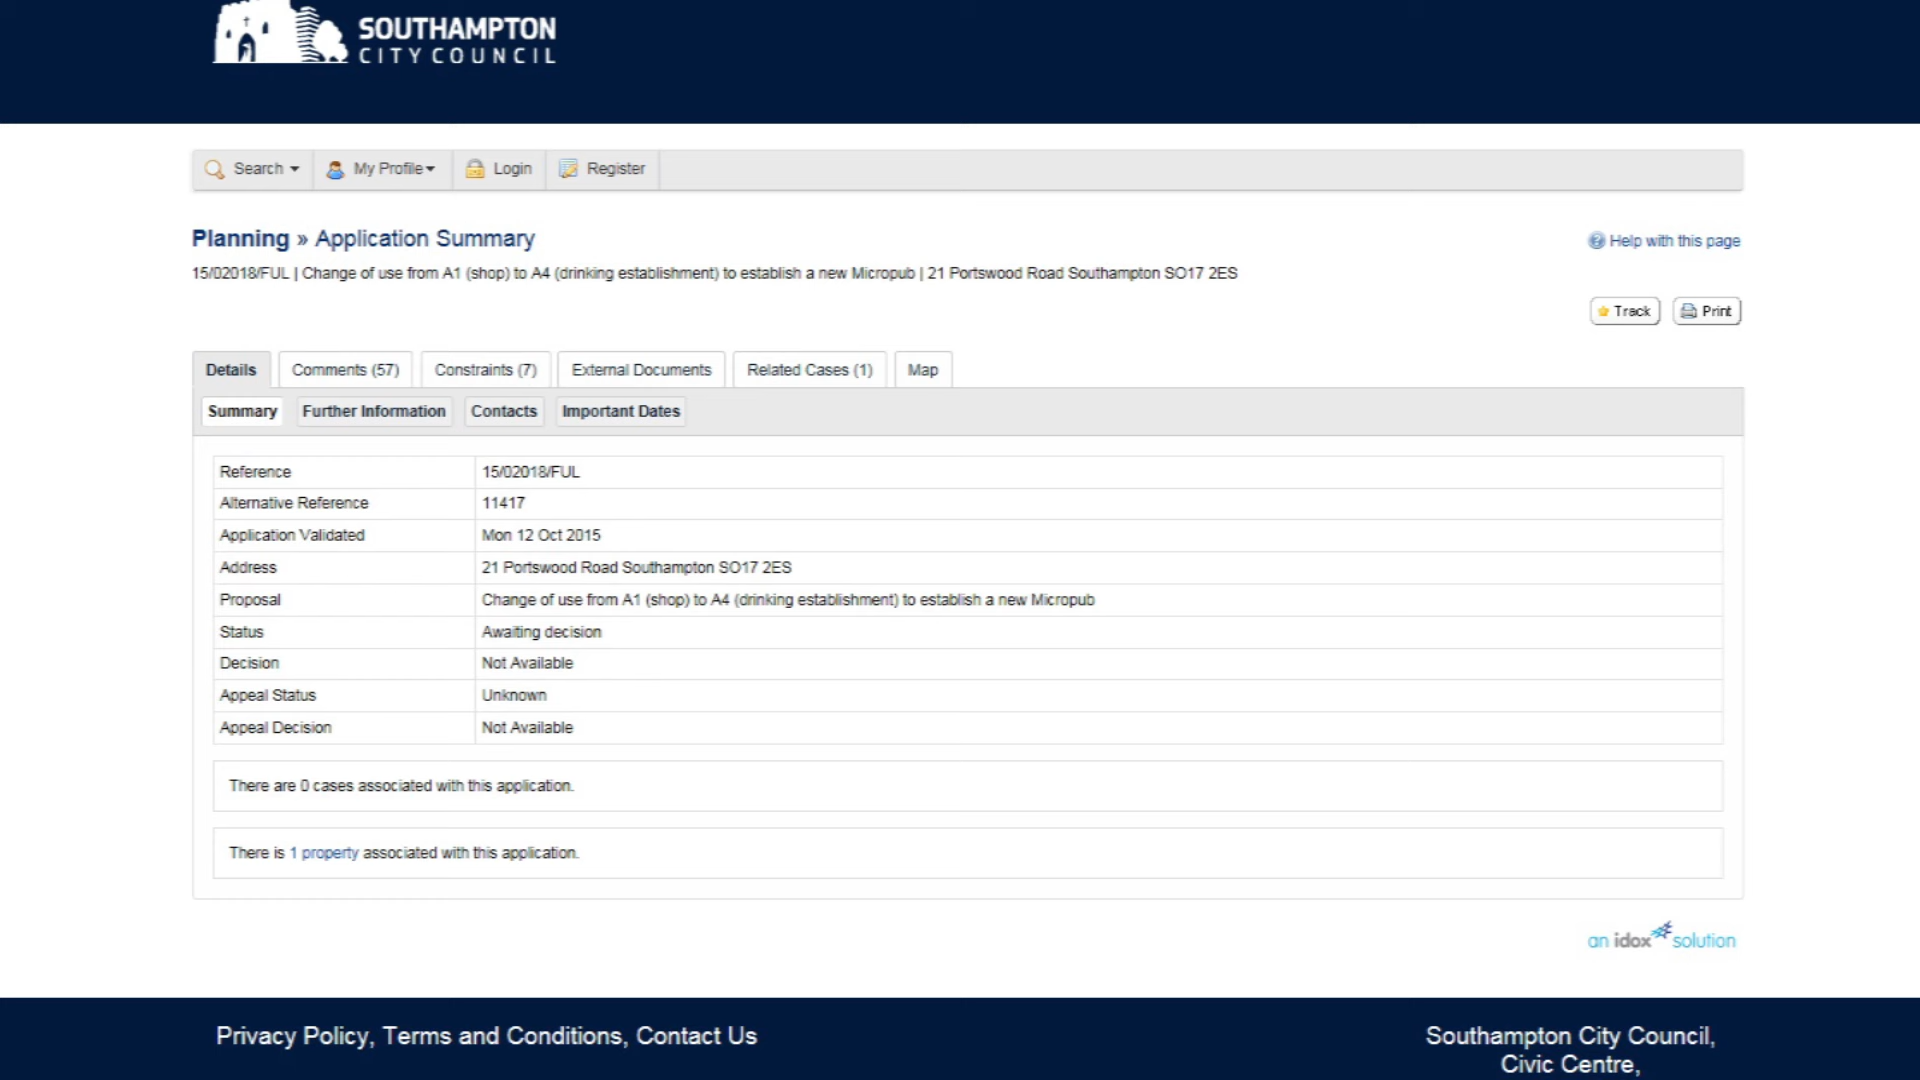 SOUTHAMPTON
CITY COUNCIL
Search
My Profile
Login
Register
Planning » Application Summary
Help with this page
15/02018/FUL | Change of use from A1 (shop) to A4 (drinking establishment) to establish a new Micropub | 21 Portswood Road Southampton SO17 2ES
Track
Print
Details
Comments (57)
Constraints (7)
External Documents
Related Cases (1)
Map
Summary
Further Information
Contacts
Important Dates
Reference 15/02018/FUL
Alternative Reference 11417
Application Validated Mon 12 Oct 2015
Address 21 Portswood Road Southampton SO17 2ES
Proposal Change of use from A1 (shop) to A4 (drinking establishment) to establish a new Micropub
Status Awaiting decision
Decision Not Available
Appeal Status Unknown
Appeal Decision Not Available
There are 0 cases associated with this application.
There is 1 property associated with this application.
an idox solution
Privacy Policy, Terms and Conditions, Contact Us
Southampton City Council,
Civic Centre,